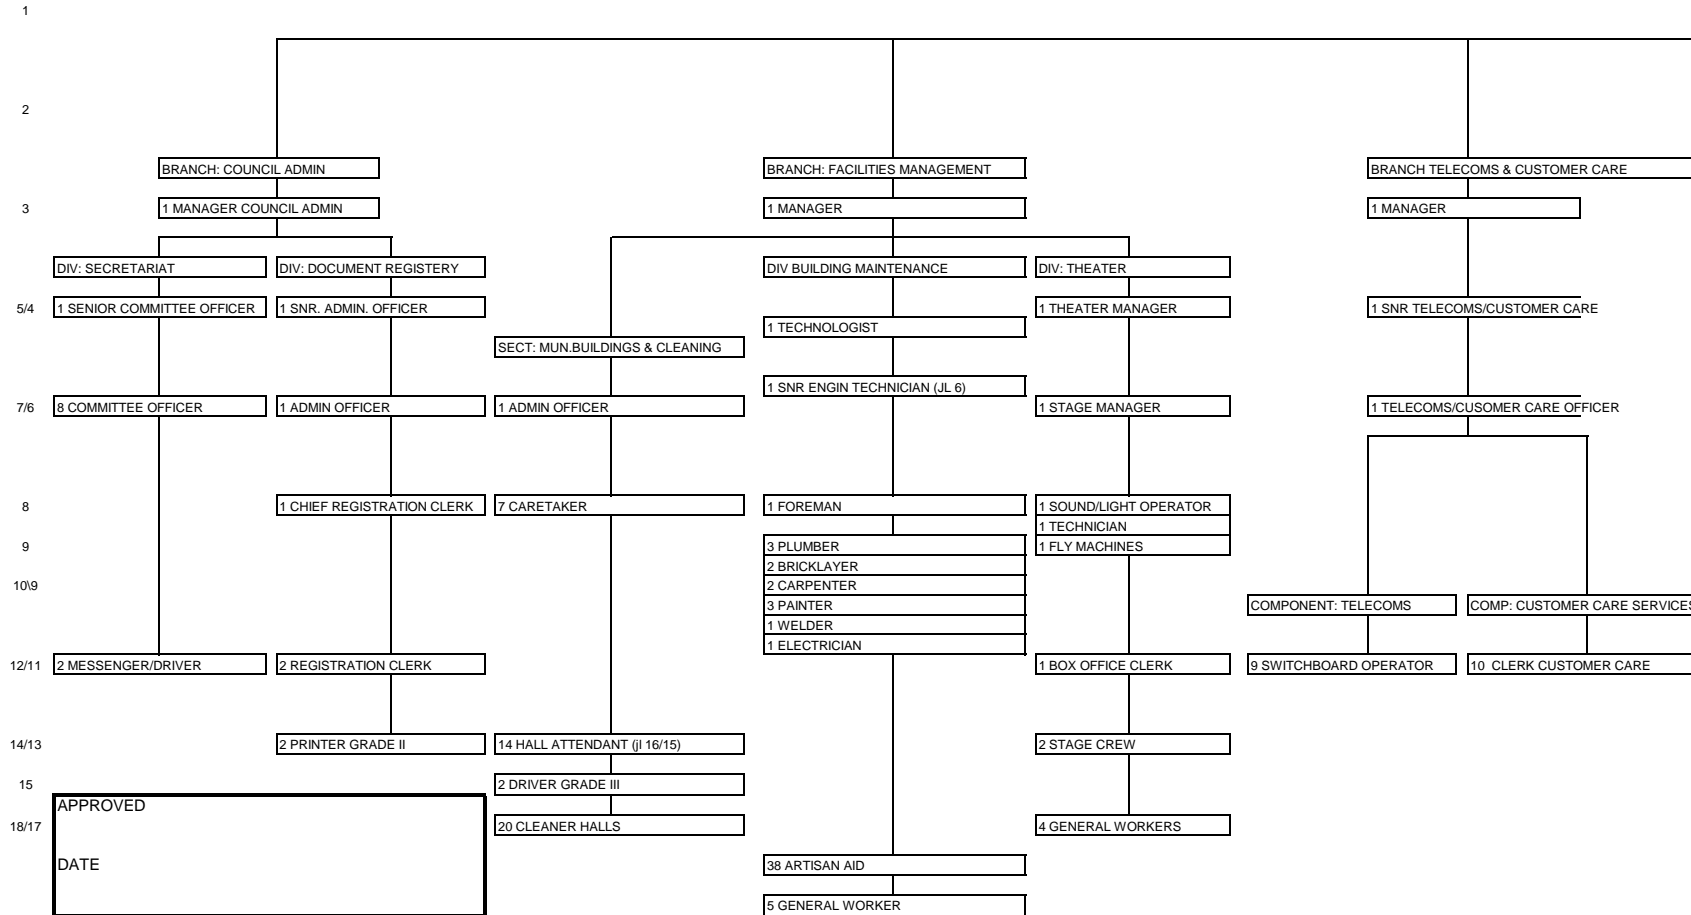 1
2
BRANCH: COUNCIL ADMIN
BRANCH: FACILITIES MANAGEMENT
BRANCH TELECOMS & CUSTOMER CARE
3
1 MANAGER COUNCIL ADMIN
1 MANAGER
1 MANAGER
DIV: SECRETARIAT
DIV: DOCUMENT REGISTERY
DIV BUILDING MAINTENANCE
DIV: THEATER
5/4
1 SENIOR COMMITTEE OFFICER
1 SNR. ADMIN. OFFICER
1 THEATER MANAGER
1 SNR TELECOMS/CUSTOMER CARE
1 TECHNOLOGIST
SECT: MUN.BUILDINGS & CLEANING
1 SNR ENGIN TECHNICIAN (JL 6)
7/6
8 COMMITTEE OFFICER
1 ADMIN OFFICER
1 ADMIN OFFICER
1 STAGE MANAGER
1 TELECOMS/CUSOMER CARE OFFICER
8
1 CHIEF REGISTRATION CLERK
7 CARETAKER
1 FOREMAN
1 SOUND/LIGHT OPERATOR
1 TECHNICIAN
9
3 PLUMBER
1 FLY MACHINES
2 BRICKLAYER
10\9
2 CARPENTER
3 PAINTER
COMPONENT: TELECOMS
COMP: CUSTOMER CARE SERVICES
1 WELDER
1 ELECTRICIAN
12/11
2 MESSENGER/DRIVER
2 REGISTRATION CLERK
1 BOX OFFICE CLERK
9 SWITCHBOARD OPERATOR
10 CLERK CUSTOMER CARE
14/13
2 PRINTER GRADE II
14 HALL ATTENDANT (jl 16/15)
2 STAGE CREW
15
2 DRIVER GRADE III
APPROVED
18/17
20 CLEANER HALLS
4 GENERAL WORKERS
DATE
38 ARTISAN AID
5 GENERAL WORKER